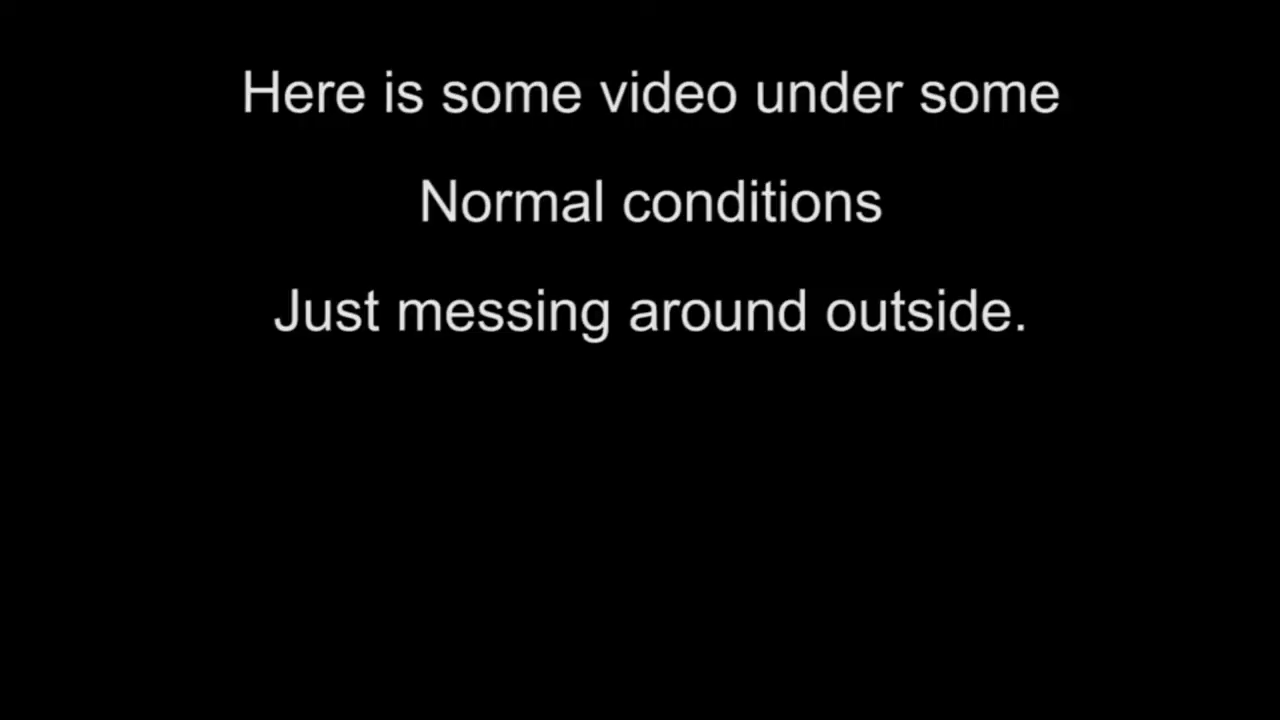 Here is some video under some
Normal conditions
Just messing around outside.